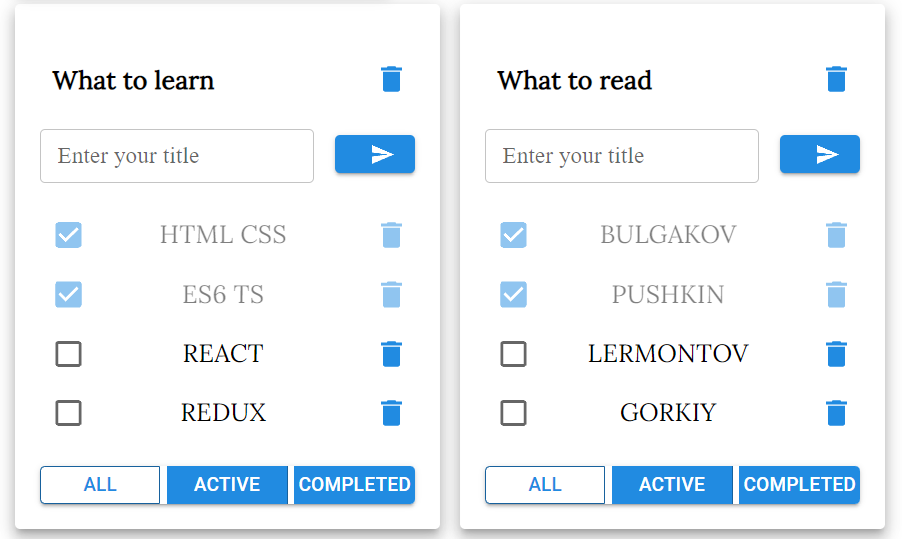 What to learn
Enter your title
HTML CSS
ES6 TS
REACT
REDUX
ALL ACTIVE COMPLETED
What to read
Enter your title
BULGAKOV
PUSHKIN
LERMONTOV
GORKIY
ALL ACTIVE COMPLETED